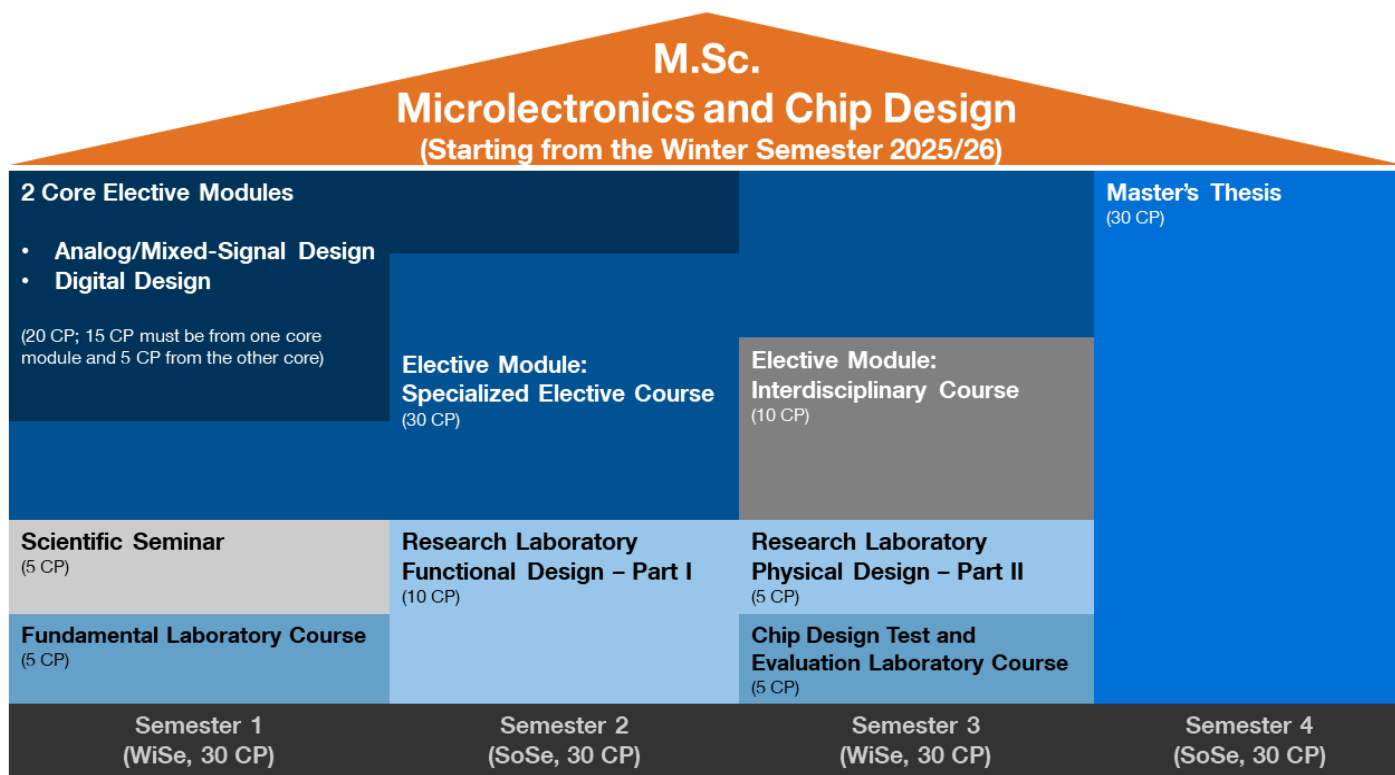 M.Sc.
Microlectronics and Chip Design
(Starting from the Winter Semester 2025/26)
2 Core Elective Modules
• Analog/Mixed-Signal Design
• Digital Design
(20 CP; 15 CP must be from one core
module and 5 CP from the other core)
Elective Module:
Specialized Elective Course
(30 CP)
Elective Module:
Interdisciplinary Course
(10 CP)
Master's Thesis
(30 CP)
Scientific Seminar
(5 CP)
Fundamental Laboratory Course
(5 CP)
Research Laboratory
Functional Design – Part I
(10 CP)
Research Laboratory
Physical Design – Part II
(5 CP)
Chip Design Test and
Evaluation Laboratory Course
(5 CP)
Semester 1
(WiSe, 30 CP)
Semester 2
(SoSe, 30 CP)
Semester 3
(WiSe, 30 CP)
Semester 4
(SoSe, 30 CP)